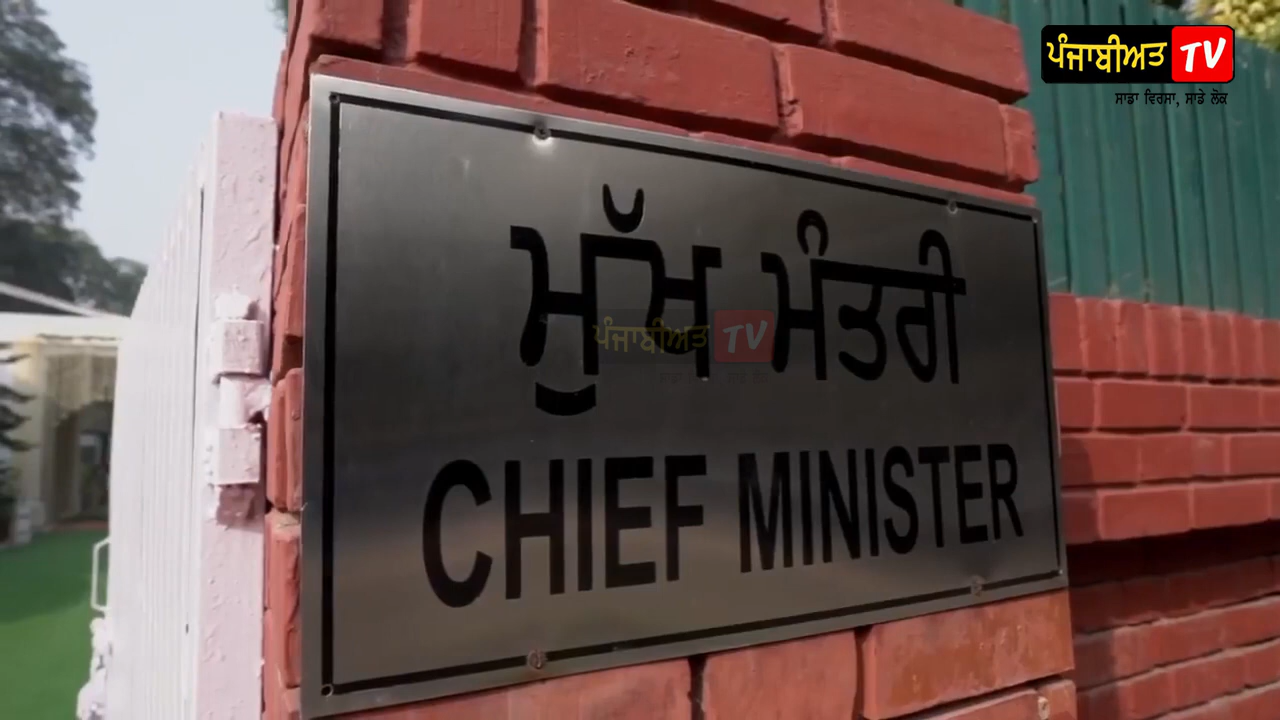 ਪੰਜਾਬੀਅਤ TV
ਸਾਡਾ ਵਿਰਸਾ, ਸਾਡੇ ਲੋਕ
ਮੁੱਖ ਮੰਤਰੀ
ਪੰਜਾਬੀਅਤ TV
CHIEF MINISTER